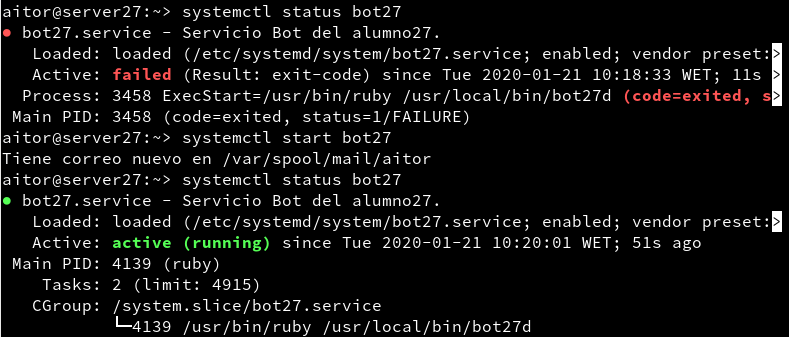 aitor@server27:~> systemctl status bot27
● bot27.service - Servicio Bot del alumno27.
   Loaded: loaded (/etc/systemd/system/bot27.service; enabled; vendor preset:>
   Active: failed (Result: exit-code) since Tue 2020-01-21 10:18:33 WET; 11s >
  Process: 3458 ExecStart=/usr/bin/ruby /usr/local/bin/bot27d (code=exited, s>
 Main PID: 3458 (code=exited, status=1/FAILURE)
aitor@server27:~> systemctl start bot27
Tiene correo nuevo en /var/spool/mail/aitor
aitor@server27:~> systemctl status bot27
● bot27.service - Servicio Bot del alumno27.
   Loaded: loaded (/etc/systemd/system/bot27.service; enabled; vendor preset:>
   Active: active (running) since Tue 2020-01-21 10:20:01 WET; 51s ago
 Main PID: 4139 (ruby)
    Tasks: 2 (limit: 4915)
   CGroup: /system.slice/bot27.service
           └─4139 /usr/bin/ruby /usr/local/bin/bot27d